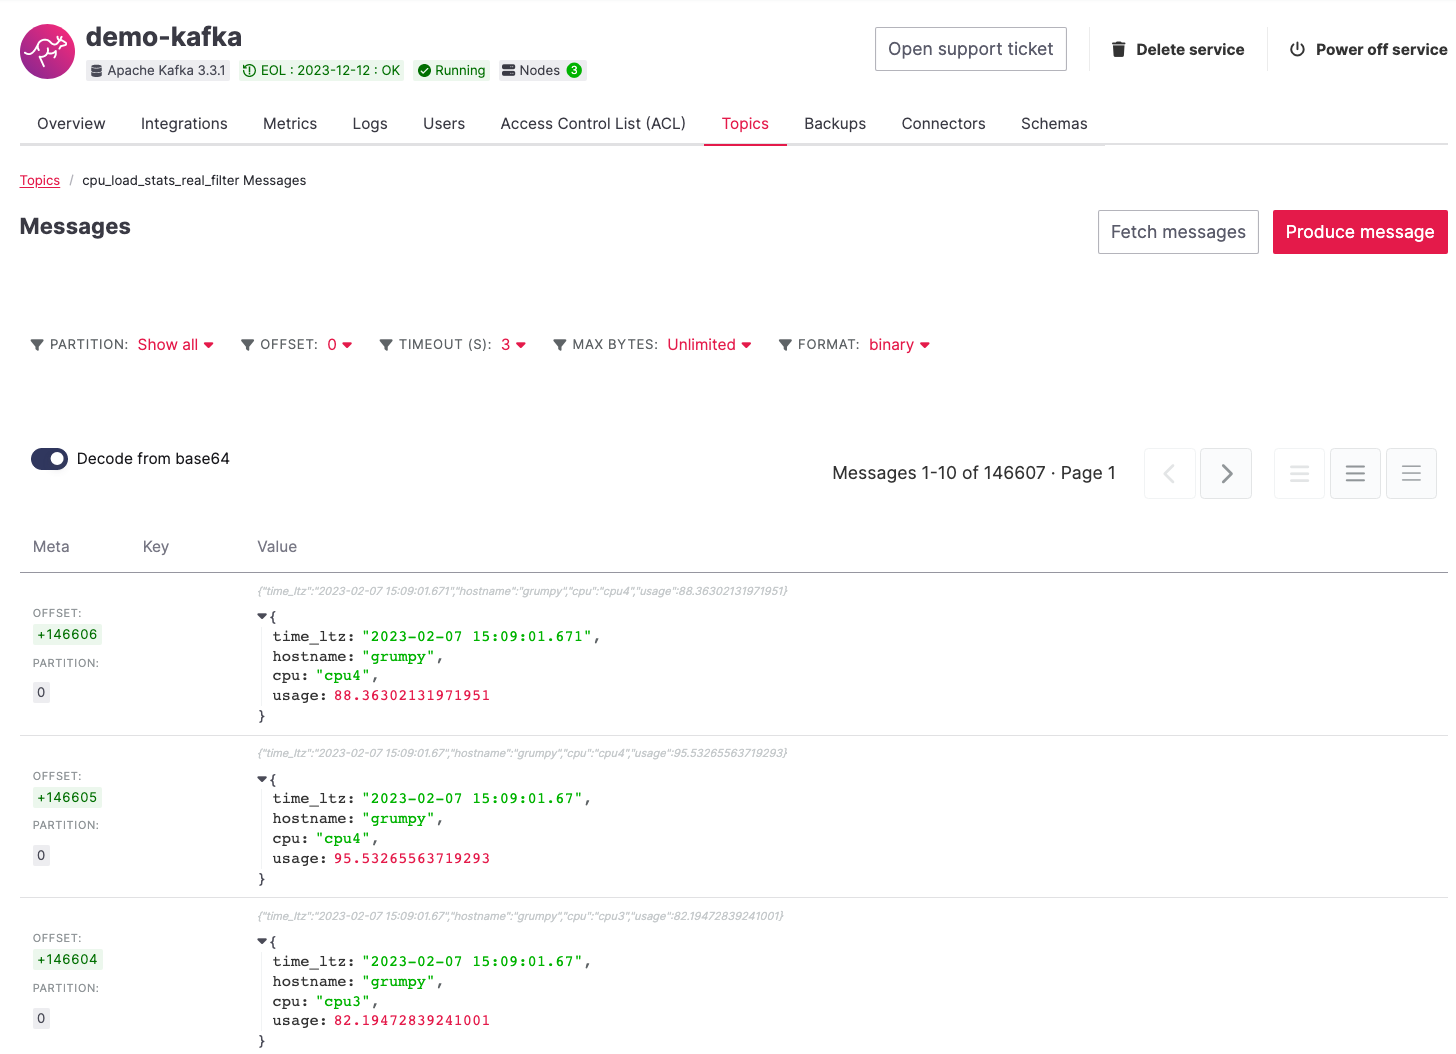 demo-kafka
Apache Kafka 3.3.1 EOL : 2023-12-12 : OK Running Nodes 3
Open support ticket Delete service Power off service
Overview Integrations Metrics Logs Users Access Control List (ACL) Topics Backups Connectors Schemas
Topics / cpu_load_stats_real_filter Messages
Messages
Fetch messages Produce message
PARTITION: Show all OFFSET: 0 TIMEOUT (S): 3 MAX BYTES: Unlimited FORMAT: binary
Decode from base64
Messages 1-10 of 146607 · Page 1
Meta Key Value
{"time_ltz":"2023-02-07 15:09:01.671","hostname":"grumpy","cpu":"cpu4","usage":88.36302131971951}
OFFSET:
+146606
PARTITION:
0
{
time_ltz: "2023-02-07 15:09:01.671",
hostname: "grumpy",
cpu: "cpu4",
usage: 88.36302131971951
}
{"time_ltz":"2023-02-07 15:09:01.67","hostname":"grumpy","cpu":"cpu4","usage":95.53265563719293}
OFFSET:
+146605
PARTITION:
0
{
time_ltz: "2023-02-07 15:09:01.67",
hostname: "grumpy",
cpu: "cpu4",
usage: 95.53265563719293
}
{"time_ltz":"2023-02-07 15:09:01.67","hostname":"grumpy","cpu":"cpu3","usage":82.19472839241001}
OFFSET:
+146604
PARTITION:
0
{
time_ltz: "2023-02-07 15:09:01.67",
hostname: "grumpy",
cpu: "cpu3",
usage: 82.19472839241001
}